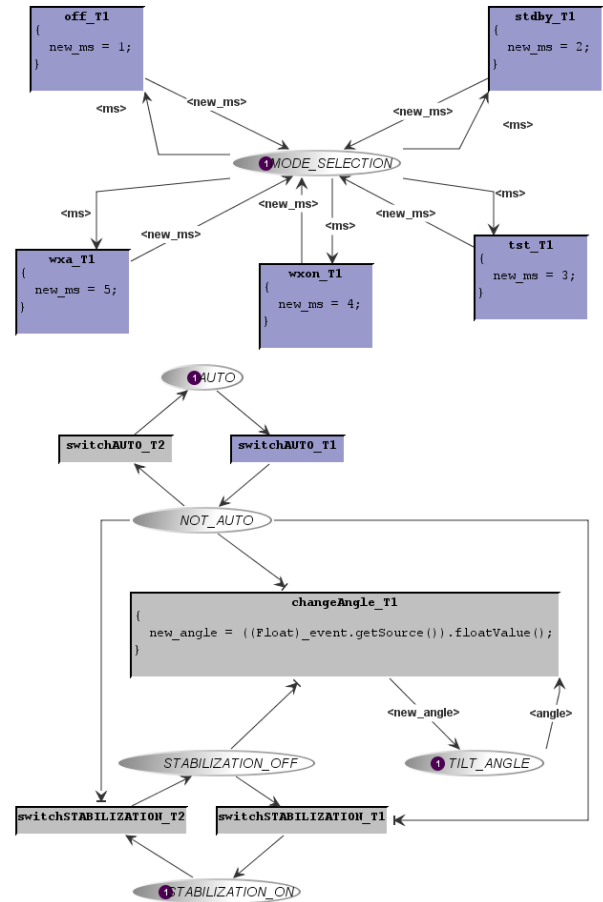 off_T1
{
new_ms = 1;
}
stdby_T1
{
new_ms = 2;
}
<new_ms>
<new_ms>
<ms>
<ms>
1 MODE_SELECTION
<ms>
<new_ms>
<new_ms>
<ms>
<new_ms>
<ms>
wxa_T1
{
new_ms = 5;
}
wxon_T1
{
new_ms = 4;
}
tst_T1
{
new_ms = 3;
}
1 AUTO
switchAUTO_T2
switchAUTO_T1
NOT_AUTO
changeAngle_T1
{
new_angle = ((Float)_event.getSource()).floatValue();
}
<new_angle>
<angle>
STABILIZATION_OFF
1 TILT_ANGLE
switchSTABILIZATION_T2
switchSTABILIZATION_T1
1 STABILIZATION_ON